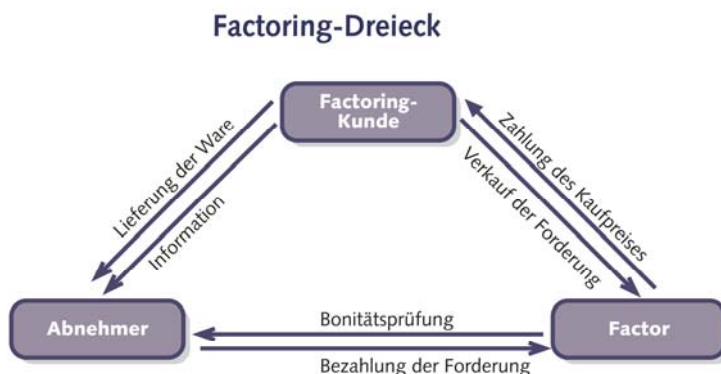 Factoring-Dreieck
Factoring-
Kunde
Lieferung der Ware
Information
Zahlung des Kaufpreises
Verkauf der Forderung
Abnehmer
Bonitätsprüfung
Bezahlung der Forderung
Factor